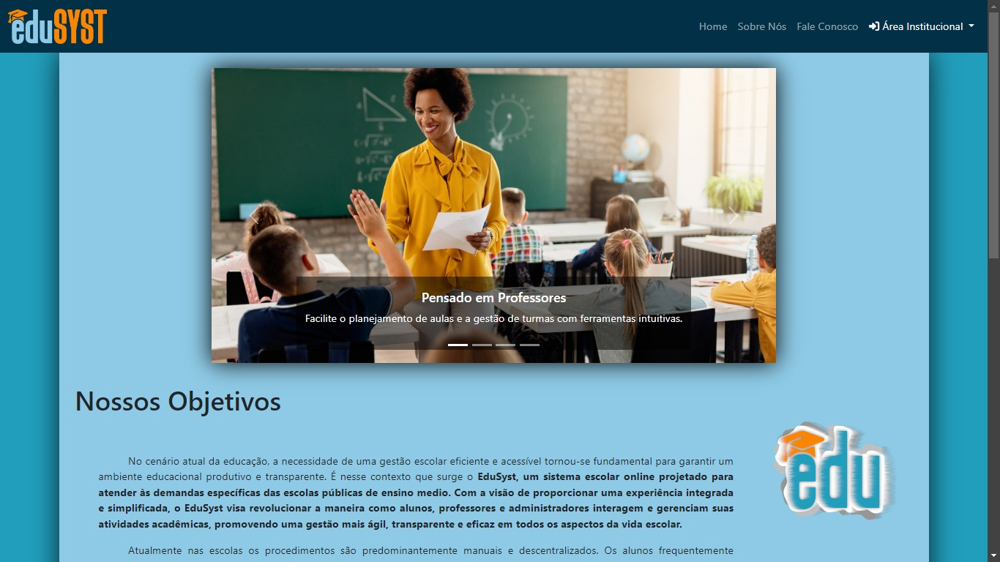 eduSYST
Home Sobre Nós Fale Conosco Área Institucional
Pensado em Professores
Facilite o planejamento de aulas e a gestão de turmas com ferramentas intuitivas.
Nossos Objetivos
edu
No cenário atual da educação, a necessidade de uma gestão escolar eficiente e acessível tornou-se fundamental para garantir um
ambiente educacional produtivo e transparente. É nesse contexto que surge o EduSyst, um sistema escolar online projetado para
atender às demandas específicas das escolas públicas de ensino medio. Com a visão de proporcionar uma experiência integrada
e simplificada, o EduSyst visa revolucionar a maneira como alunos, professores e administradores interagem e gerenciam suas
atividades acadêmicas, promovendo uma gestão mais ágil, transparente e eficaz em todos os aspectos da vida escolar.
Atualmente nas escolas os procedimentos são predominantemente manuais e descentralizados. Os alunos frequentemente